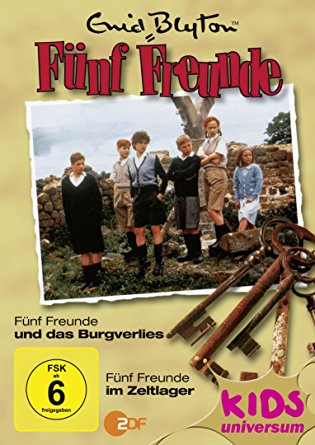 Enid Blyton™
Fünf Freunde
Fünf Freunde
und das Burgverlies
Fünf Freunde
im Zeltlager
FSK
ab
6
freigegeben
ZDF
KiDS
universum